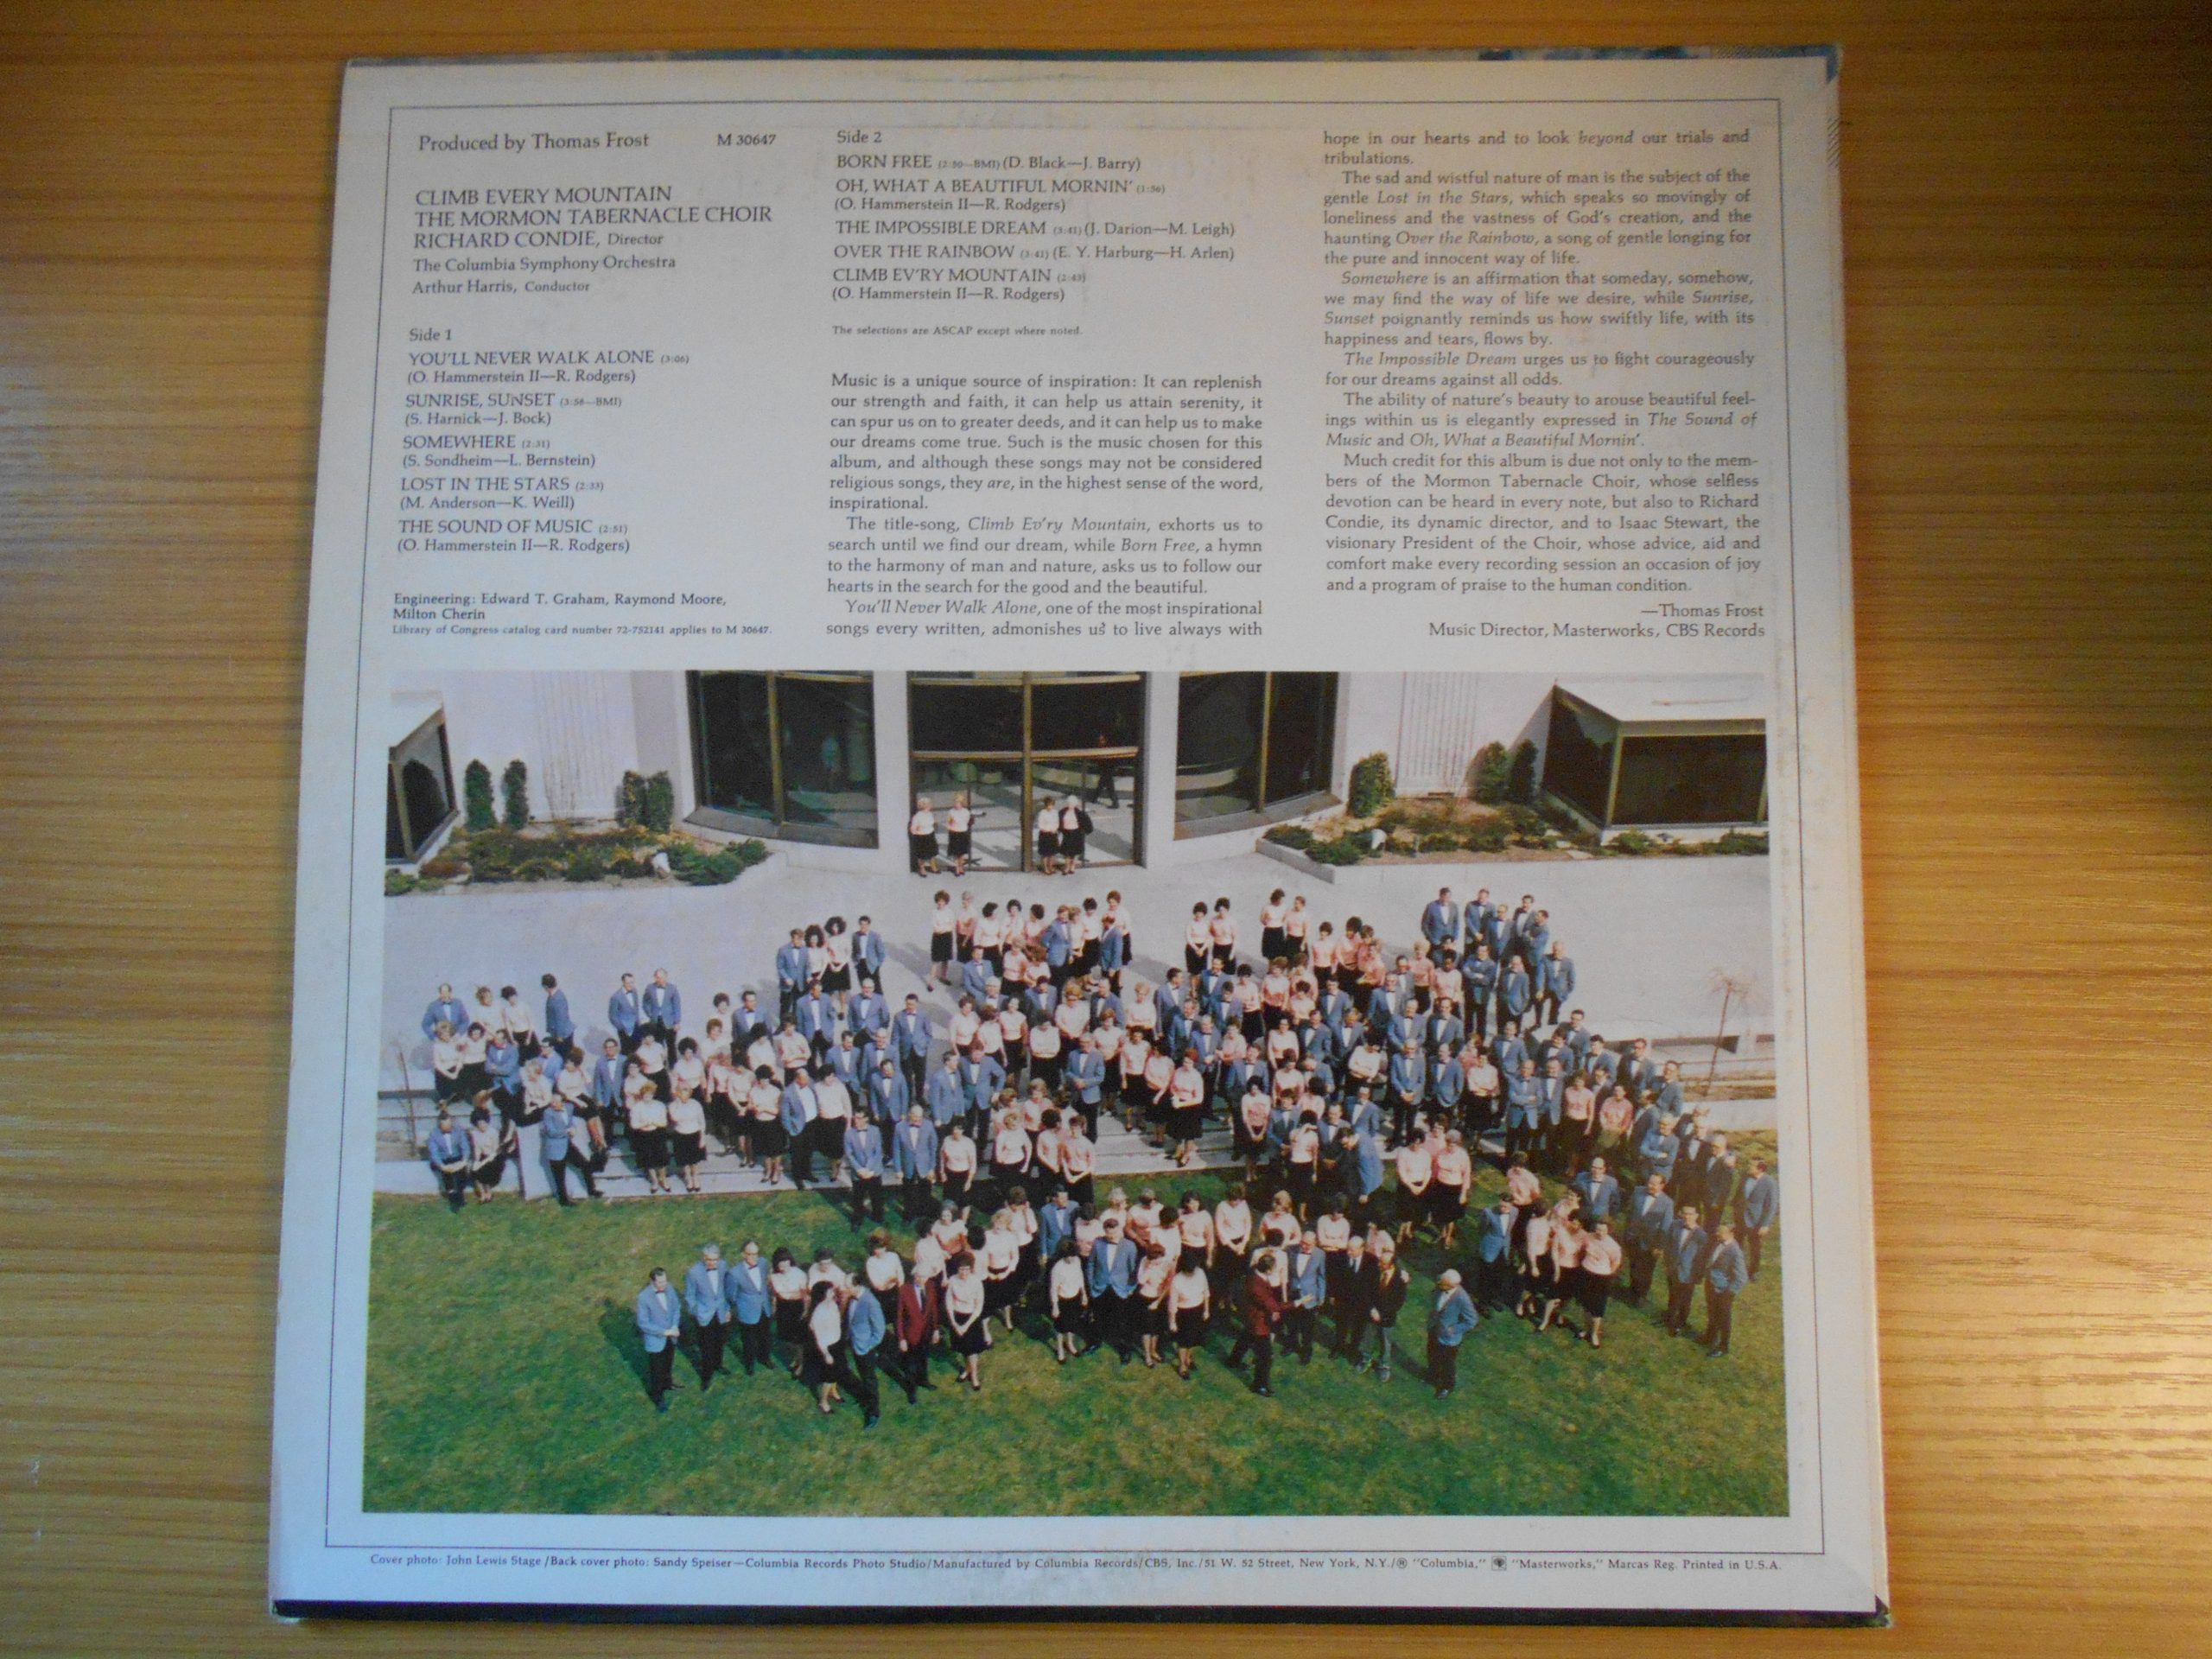 Produced by Thomas Frost M 30647
CLIMB EVERY MOUNTAIN
THE MORMON TABERNACLE CHOIR
RICHARD CONDIE, Director
The Columbia Symphony Orchestra
Arthur Harris, Conductor
Side 1
YOU'LL NEVER WALK ALONE (3:06)
(O. Hammerstein II—R. Rodgers)
SUNRISE, SUNSET (3:56—BMI)
(S. Harnick—J. Bock)
SOMEWHERE (2:31)
(S. Sondheim—L. Bernstein)
LOST IN THE STARS (2:33)
(M. Anderson—K. Weill)
THE SOUND OF MUSIC (2:51)
(O. Hammerstein II—R. Rodgers)
Engineering: Edward T. Graham, Raymond Moore,
Milton Cherin
Library of Congress catalog card number 72-752141 applies to M 30647.
Side 2
BORN FREE (2:50—BMI) (D. Black—J. Barry)
OH, WHAT A BEAUTIFUL MORNIN' (1:56)
(O. Hammerstein II—R. Rodgers)
THE IMPOSSIBLE DREAM (3:41) (J. Darion—M. Leigh)
OVER THE RAINBOW (3:41) (E. Y. Harburg—H. Arlen)
CLIMB EV'RY MOUNTAIN (2:43)
(O. Hammerstein II—R. Rodgers)
The selections are ASCAP except where noted.
Music is a unique source of inspiration: It can replenish
our strength and faith, it can help us attain serenity, it
can spur us on to greater deeds, and it can help us to make
our dreams come true. Such is the music chosen for this
album, and although these songs may not be considered
religious songs, they are, in the highest sense of the word,
inspirational.
The title-song, Climb Ev'ry Mountain, exhorts us to
search until we find our dream, while Born Free, a hymn
to the harmony of man and nature, asks us to follow our
hearts in the search for the good and the beautiful.
You'll Never Walk Alone, one of the most inspirational
songs every written, admonishes us to live always with
hope in our hearts and to look beyond our trials and
tribulations.
The sad and wistful nature of man is the subject of the
gentle Lost in the Stars, which speaks so movingly of
loneliness and the vastness of God's creation, and the
haunting Over the Rainbow, a song of gentle longing for
the pure and innocent way of life.
Somewhere is an affirmation that someday, somehow,
we may find the way of life we desire, while Sunrise,
Sunset poignantly reminds us how swiftly life, with its
happiness and tears, flows by.
The Impossible Dream urges us to fight courageously
for our dreams against all odds.
The ability of nature's beauty to arouse beautiful feel-
ings within us is elegantly expressed in The Sound of
Music and Oh, What a Beautiful Mornin'.
Much credit for this album is due not only to the mem-
bers of the Mormon Tabernacle Choir, whose selfless
devotion can be heard in every note, but also to Richard
Condie, its dynamic director, and to Isaac Stewart, the
visionary President of the Choir, whose advice, aid and
comfort make every recording session an occasion of joy
and a program of praise to the human condition.
—Thomas Frost
Music Director, Masterworks, CBS Records
Cover photo: John Lewis Stage/Back cover photo: Sandy Speiser—Columbia Records Photo Studio/Manufactured by Columbia Records/CBS, Inc./51 W. 52 Street, New York, N.Y./® "Columbia," "Masterworks," Marcas Reg. Printed in U.S.A.